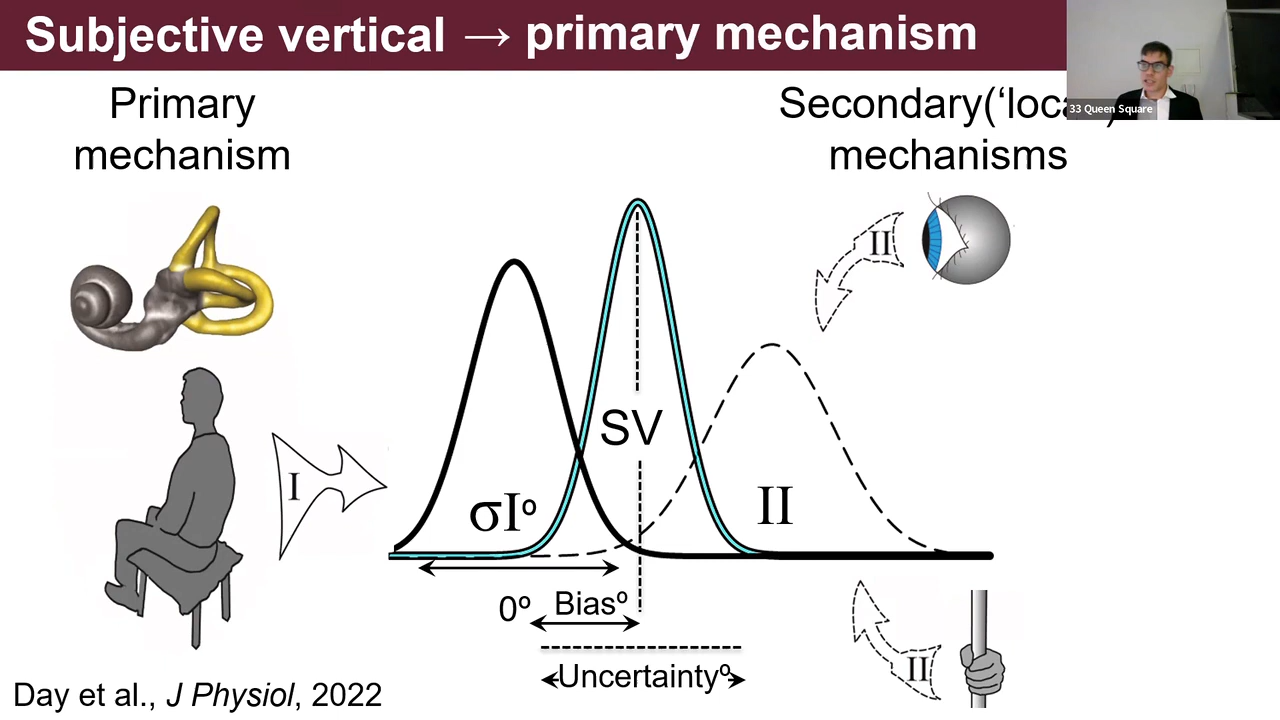 Subjective vertical → primary mechanism
33 Queen Square
Primary
mechanism
Secondary(‘loca
mechanisms
II
SV
I
σIº
II
0º
Biasº
Uncertaintyº
II
Day et al., J Physiol, 2022